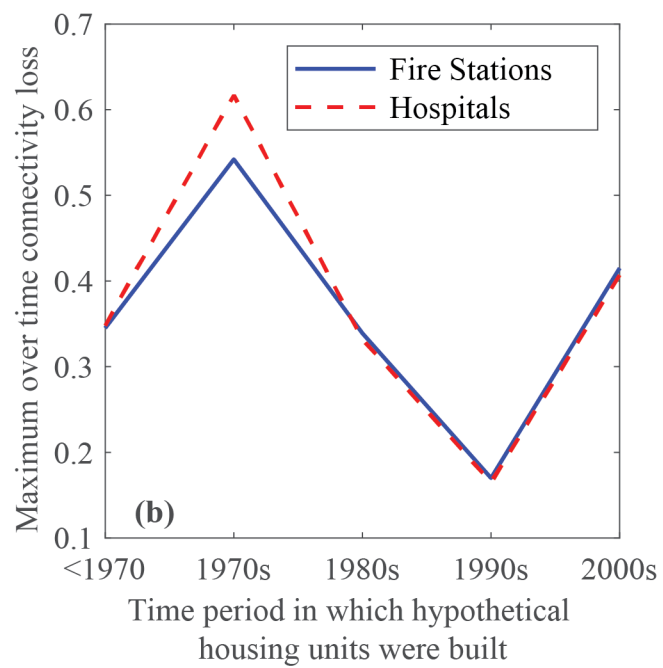 Maximum over time connectivity loss
0.7
0.6
0.5
0.4
0.3
0.2
0.1
Fire Stations
Hospitals
(b)
<1970 1970s 1980s 1990s 2000s
Time period in which hypothetical
housing units were built